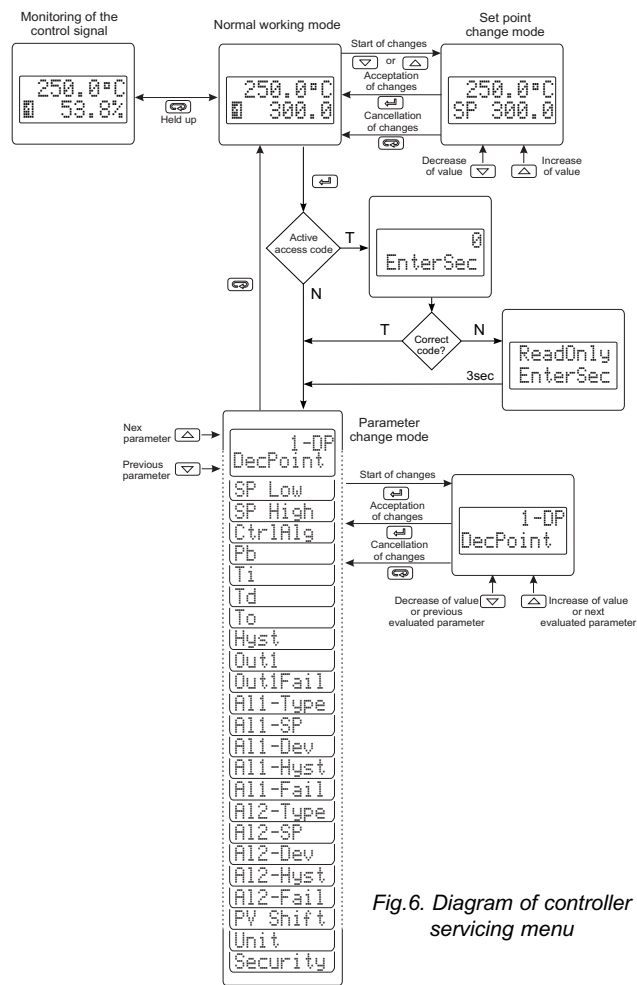 Monitoring of the
control signal
250.0°C
53.8%
Held up
Normal working mode
250.0°C
300.0
Start of changes
or
Acceptation
of changes
Cancellation
of changes
Set point
change mode
250.0°C
SP 300.0
Decrease
of value
Increase
of value
Active
access code
T
N
0
EnterSec
Correct
code?
T
N
ReadOnly
EnterSec
3sec
Nex
parameter
Previous
parameter
Parameter
change mode
1-DP
DecPoint
SP Low
SP High
CtrlAlg
Pb
Ti
Td
To
Hyst
Out1
Out1Fail
Al1-Type
Al1-SP
Al1-Dev
Al1-Hyst
Al1-Fail
Al2-Type
Al2-SP
Al2-Dev
Al2-Hyst
Al2-Fail
PV Shift
Unit
Security
Start of changes
Acceptation
of changes
Cancellation
of changes
1-DP
DecPoint
Decrease of value
or previous
evaluated parameter
Increase of value
or next
evaluated parameter
Fig.6. Diagram of controller
servicing menu